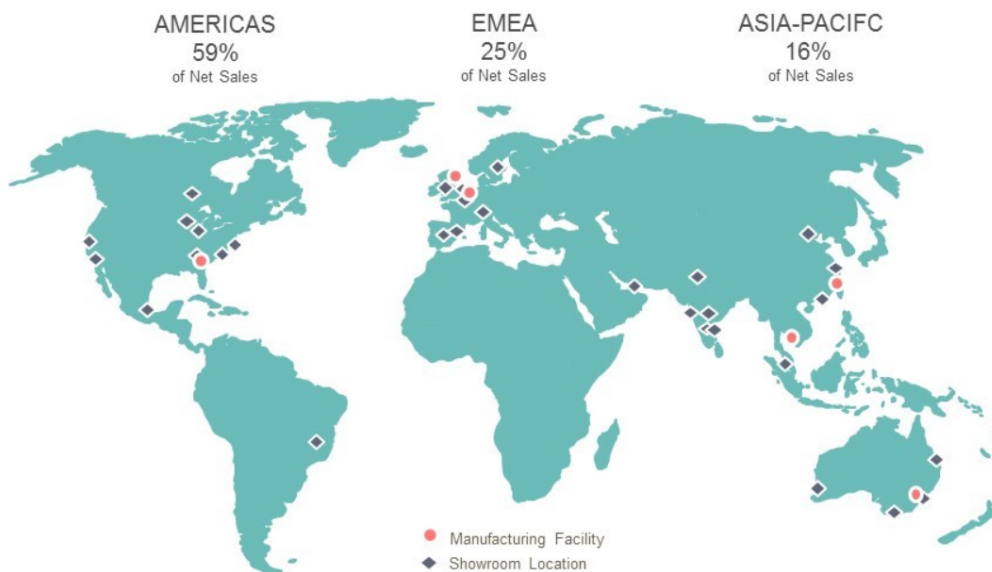 AMERICAS
59%
of Net Sales
EMEA
25%
of Net Sales
ASIA-PACIFC
16%
of Net Sales
Manufacturing Facility
Showroom Location